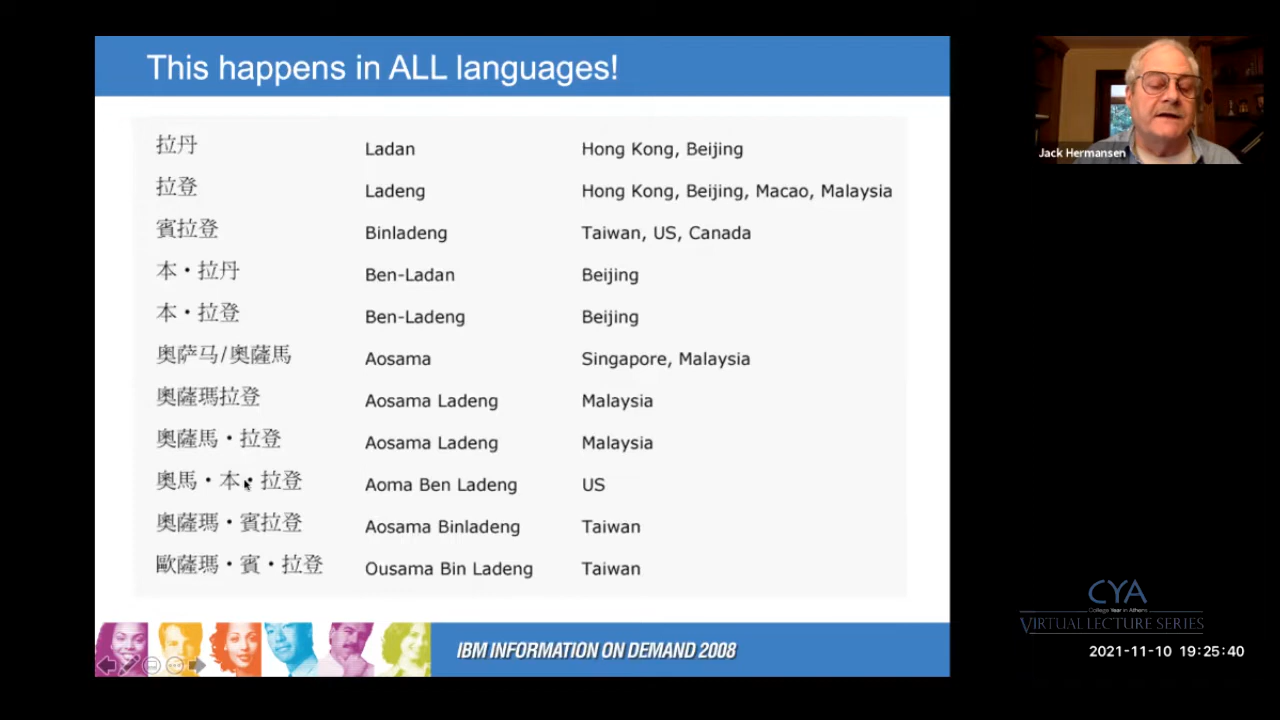 This happens in ALL languages!
拉丹 Ladan Hong Kong, Beijing
拉登 Ladeng Hong Kong, Beijing, Macao, Malaysia
賓拉登 Binladeng Taiwan, US, Canada
本・拉丹 Ben-Ladan Beijing
本・拉登 Ben-Ladeng Beijing
奧萨马/奧薩馬 Aosama Singapore, Malaysia
奧薩瑪拉登 Aosama Ladeng Malaysia
奧薩馬・拉登 Aosama Ladeng Malaysia
奧馬・本・拉登 Aoma Ben Ladeng US
奧薩瑪・賓拉登 Aosama Binladeng Taiwan
歐薩瑪・賓・拉登 Ousama Bin Ladeng Taiwan
IBM INFORMATION ON DEMAND 2008
Jack Hermansen
CYA
College Year in Athens
VIRTUAL LECTURE SERIES
2021-11-10 19:25:40